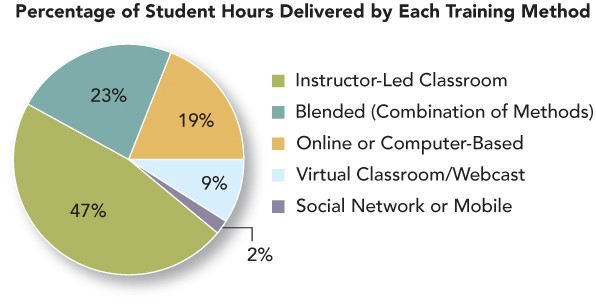 Percentage of Student Hours Delivered by Each Training Method
23%
19%
9%
47%
2%
Instructor-Led Classroom
Blended (Combination of Methods)
Online or Computer-Based
Virtual Classroom/Webcast
Social Network or Mobile